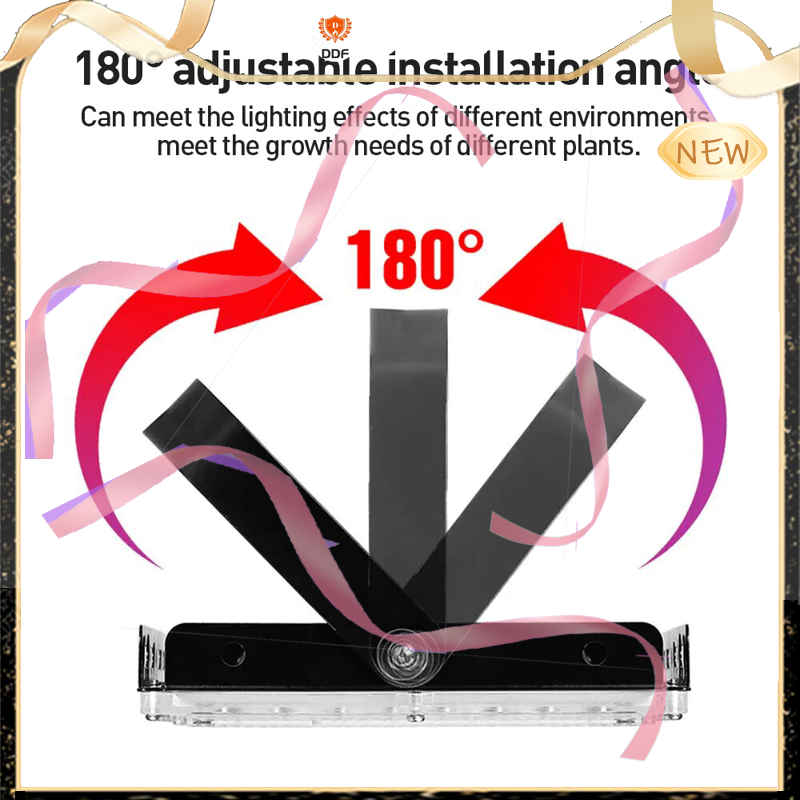 DDF
180° adjustable installation angle
Can meet the lighting effects of different environments
meet the growth needs of different plants.
NEW
180°